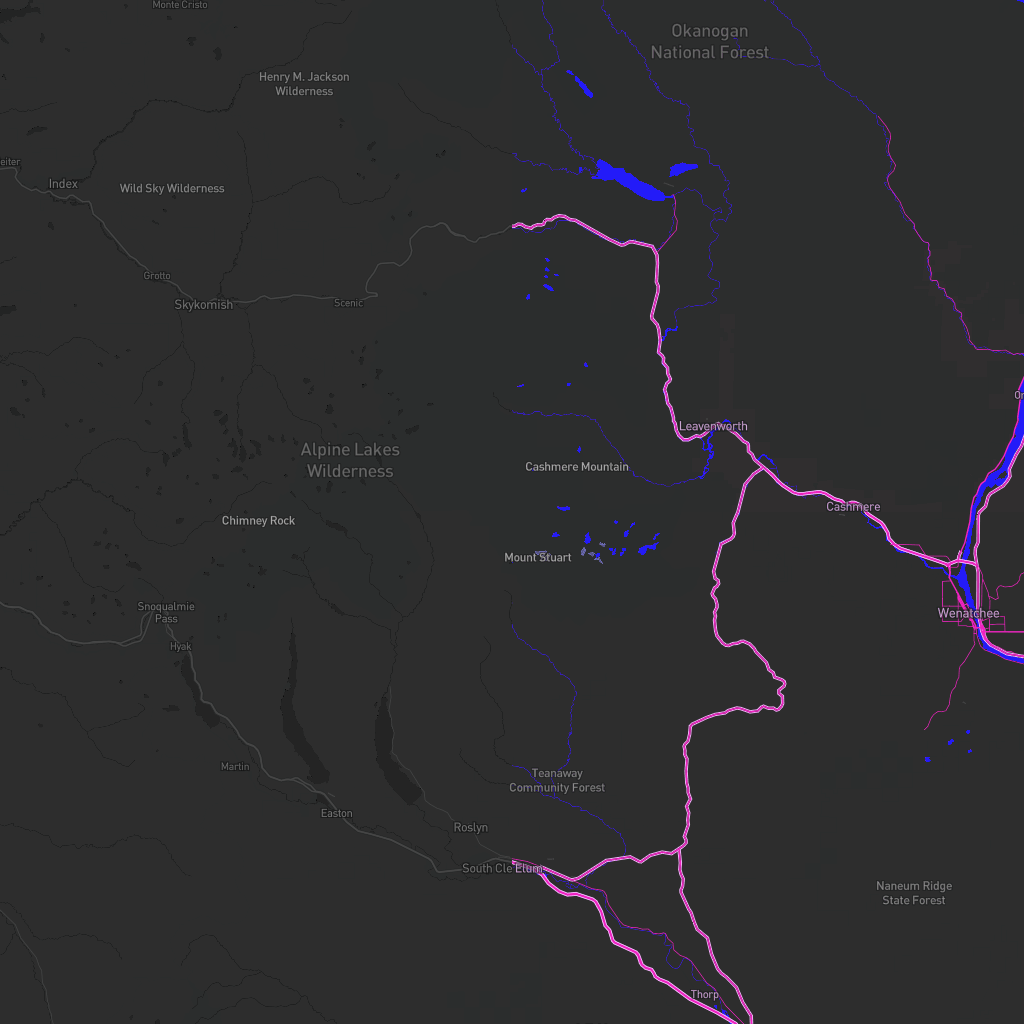 Monte Cristo
Okanogan
National Forest
Henry M. Jackson
Wilderness
eiter
Index
Wild Sky Wilderness
Grotto
Skykomish
Scenic
Or
Leavenworth
Alpine Lakes
Wilderness
Cashmere Mountain
Cashmere
Chimney Rock
Mount Stuart
Snoqualmie
Pass
Wenatchee
Hyak
Martin
Teanaway
Community Forest
Easton
Roslyn
South Cle Elum
Naneum Ridge
State Forest
Thorp